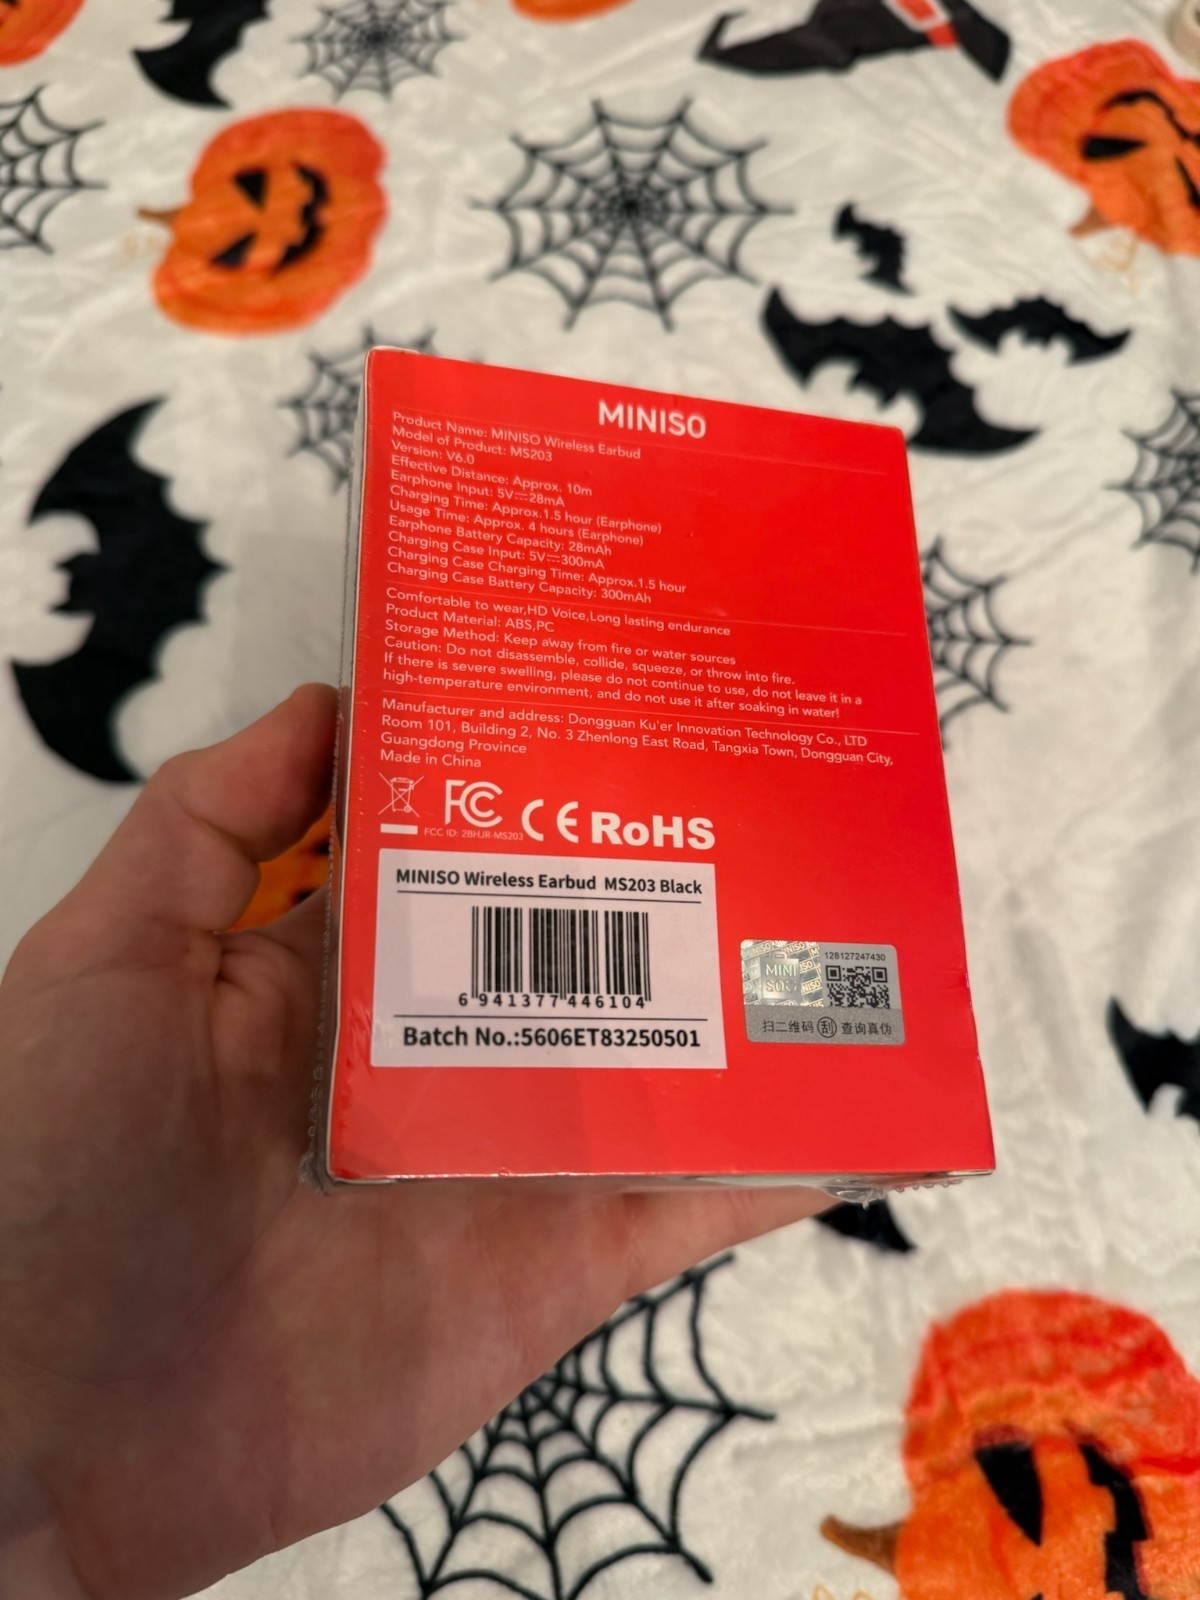 MINISO
Product Name: MINISO Wireless Earbud
Model of Product: MS203
Version: V6.0
Effective Distance: Approx. 10m
Earphone Input: 5V⎓28mA
Charging Time: Approx.1.5 hour (Earphone)
Usage Time: Approx. 4 hours (Earphone)
Earphone Battery Capacity: 28mAh
Charging Case Input: 5V⎓300mA
Charging Case Charging Time: Approx.1.5 hour
Charging Case Battery Capacity: 300mAh
Comfortable to wear,HD Voice,Long lasting endurance
Product Material: ABS,PC
Storage Method: Keep away from fire or water sources
Caution: Do not disassemble, collide, squeeze, or throw into fire.
If there is severe swelling, please do not continue to use, do not leave it in a
high-temperature environment, and do not use it after soaking in water!
Manufacturer and address: Dongguan Ku'er Innovation Technology Co., LTD
Room 101, Building 2, No. 3 Zhenlong East Road, Tangxia Town, Dongguan City,
Guangdong Province
Made in China
FC CE RoHS
FCC ID: 2BHJR-MS203
MINISO Wireless Earbud MS203 Black
6 941377 446104
Batch No.:5606ET83250501
126127247430
MINI
SO
扫二维码 刮 查询真伪